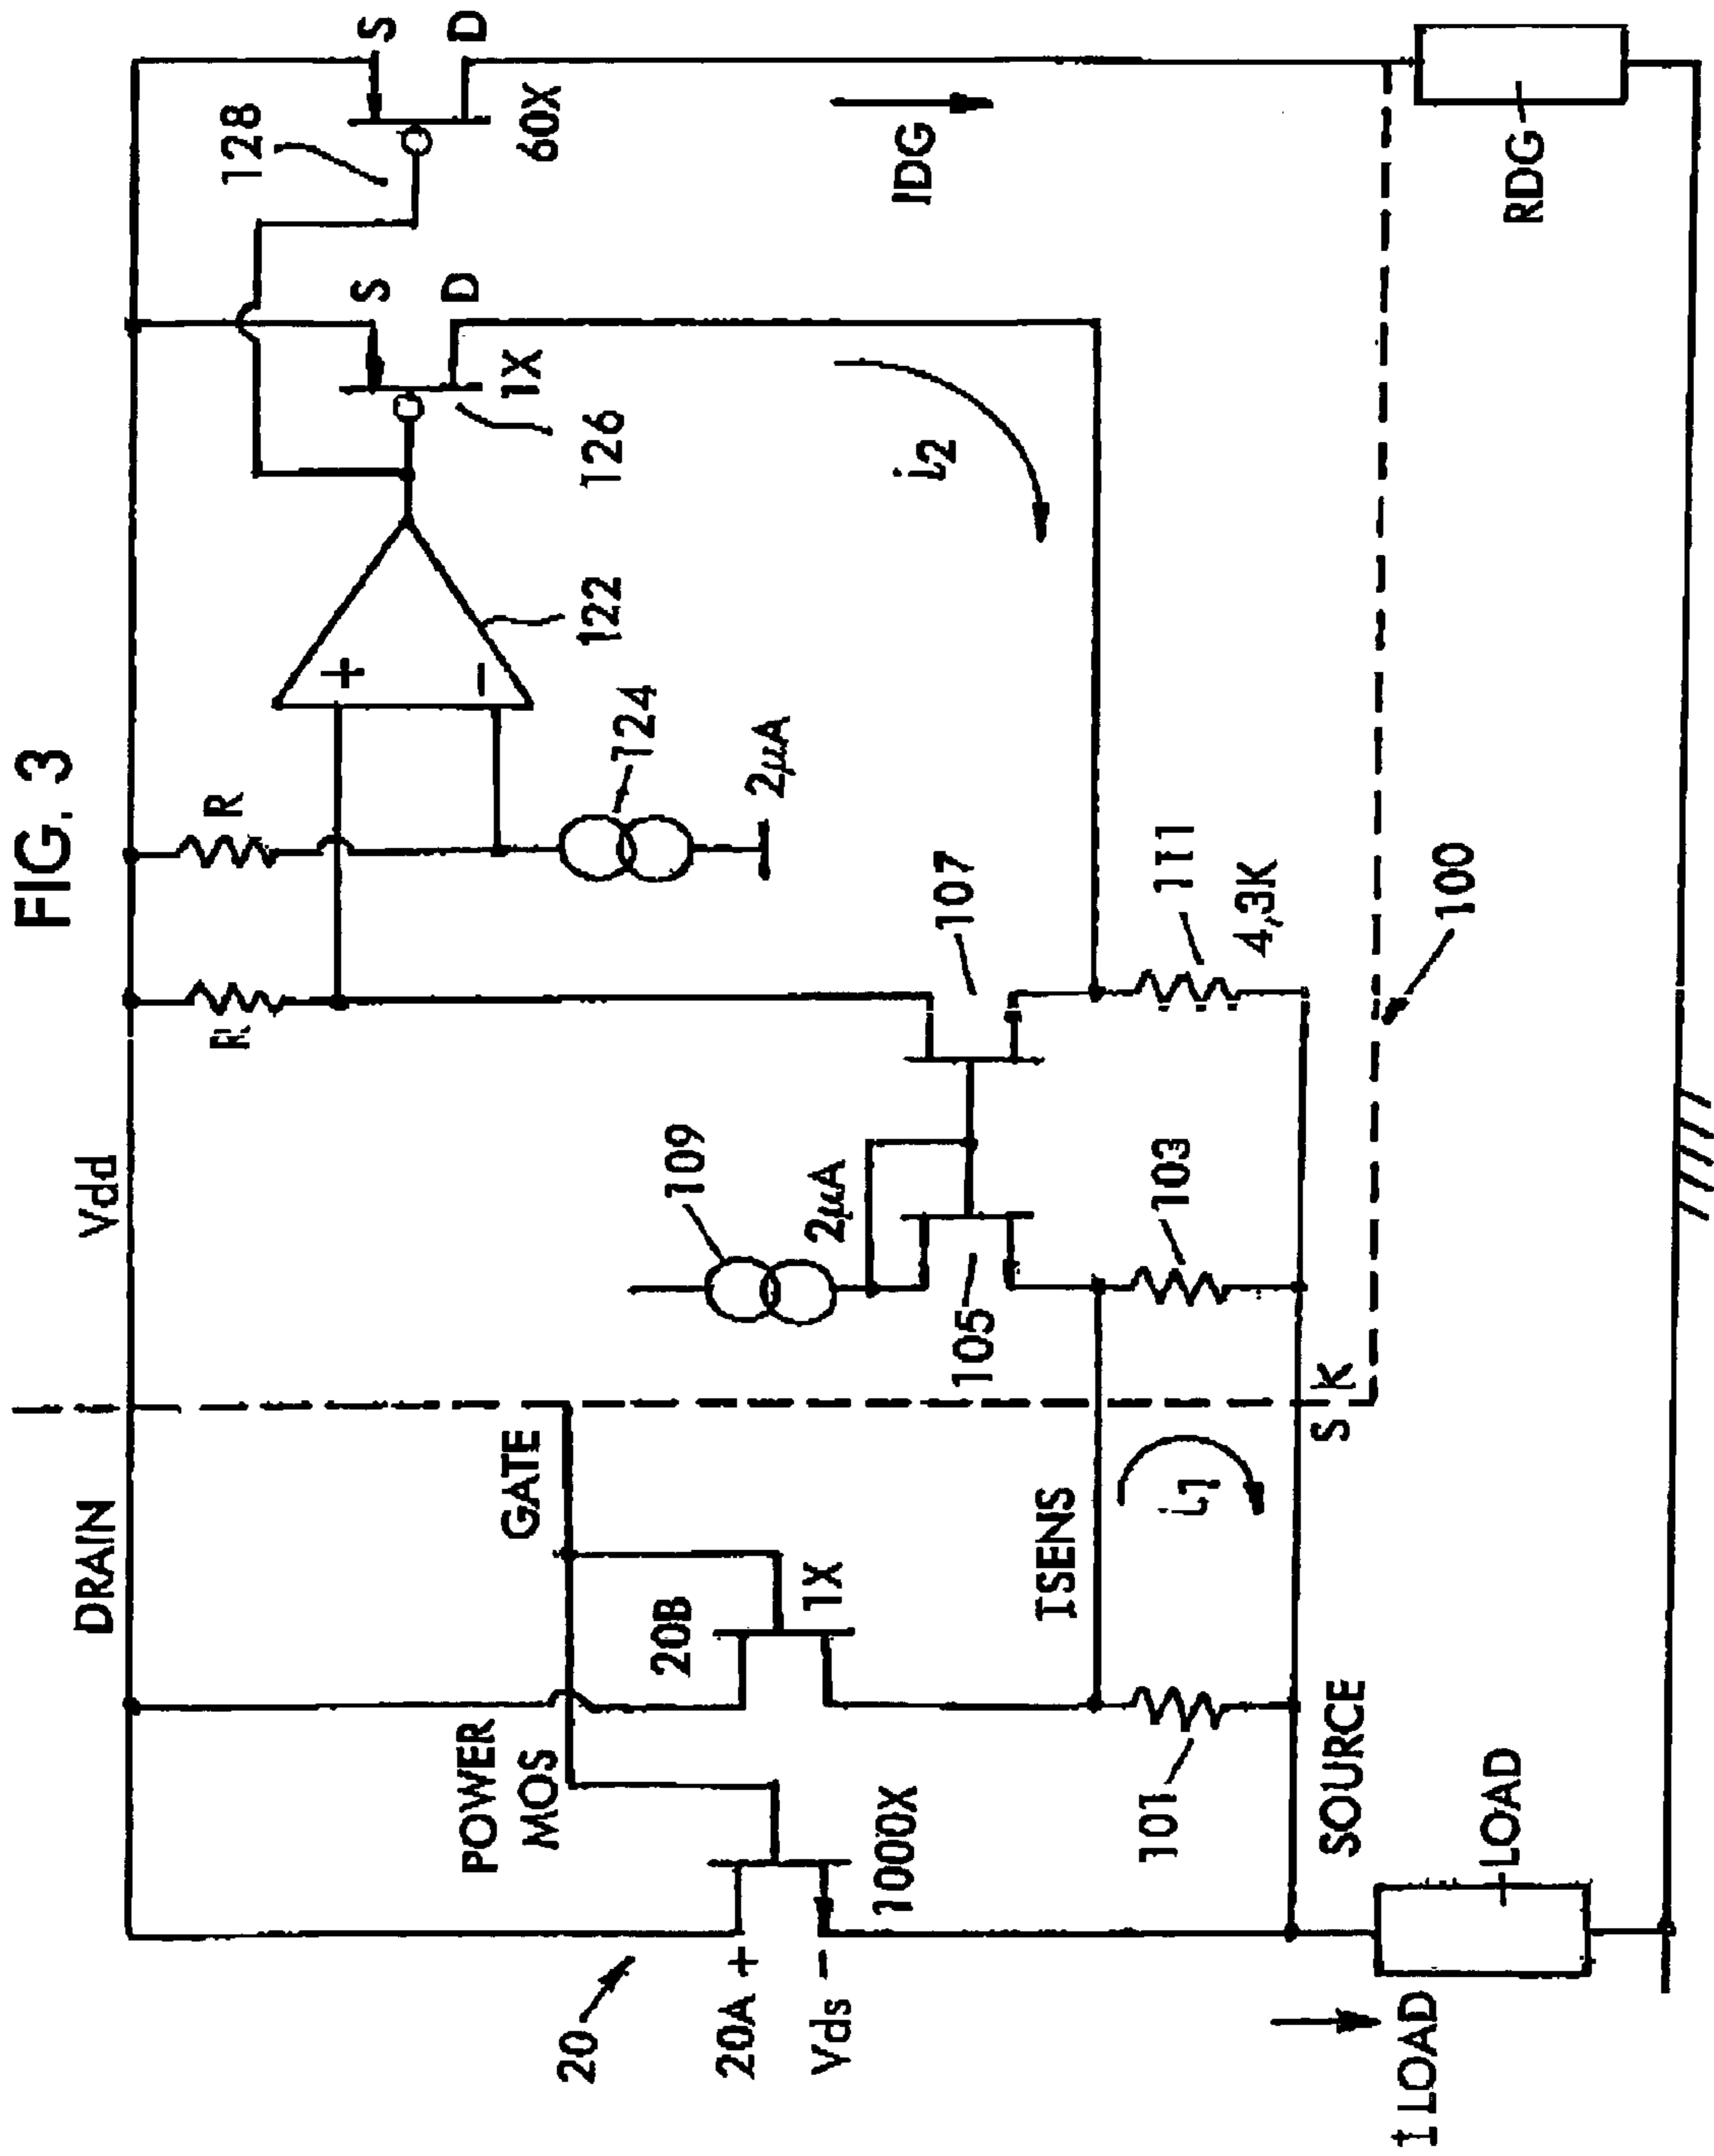 FIG. 3
DRAIN
Vdd
R
R
S
D
S
D
128
60X
IDG
RDG
+
−
122
124
2μA
1X
126
i2
109
2μA
107
105
103
111
4,3K
100
GATE
POWER
MOS
20B
1X
20
20A
+
Vds
−
1000X
ISENS
i1
101
S
K
SOURCE
LOAD
I LOAD